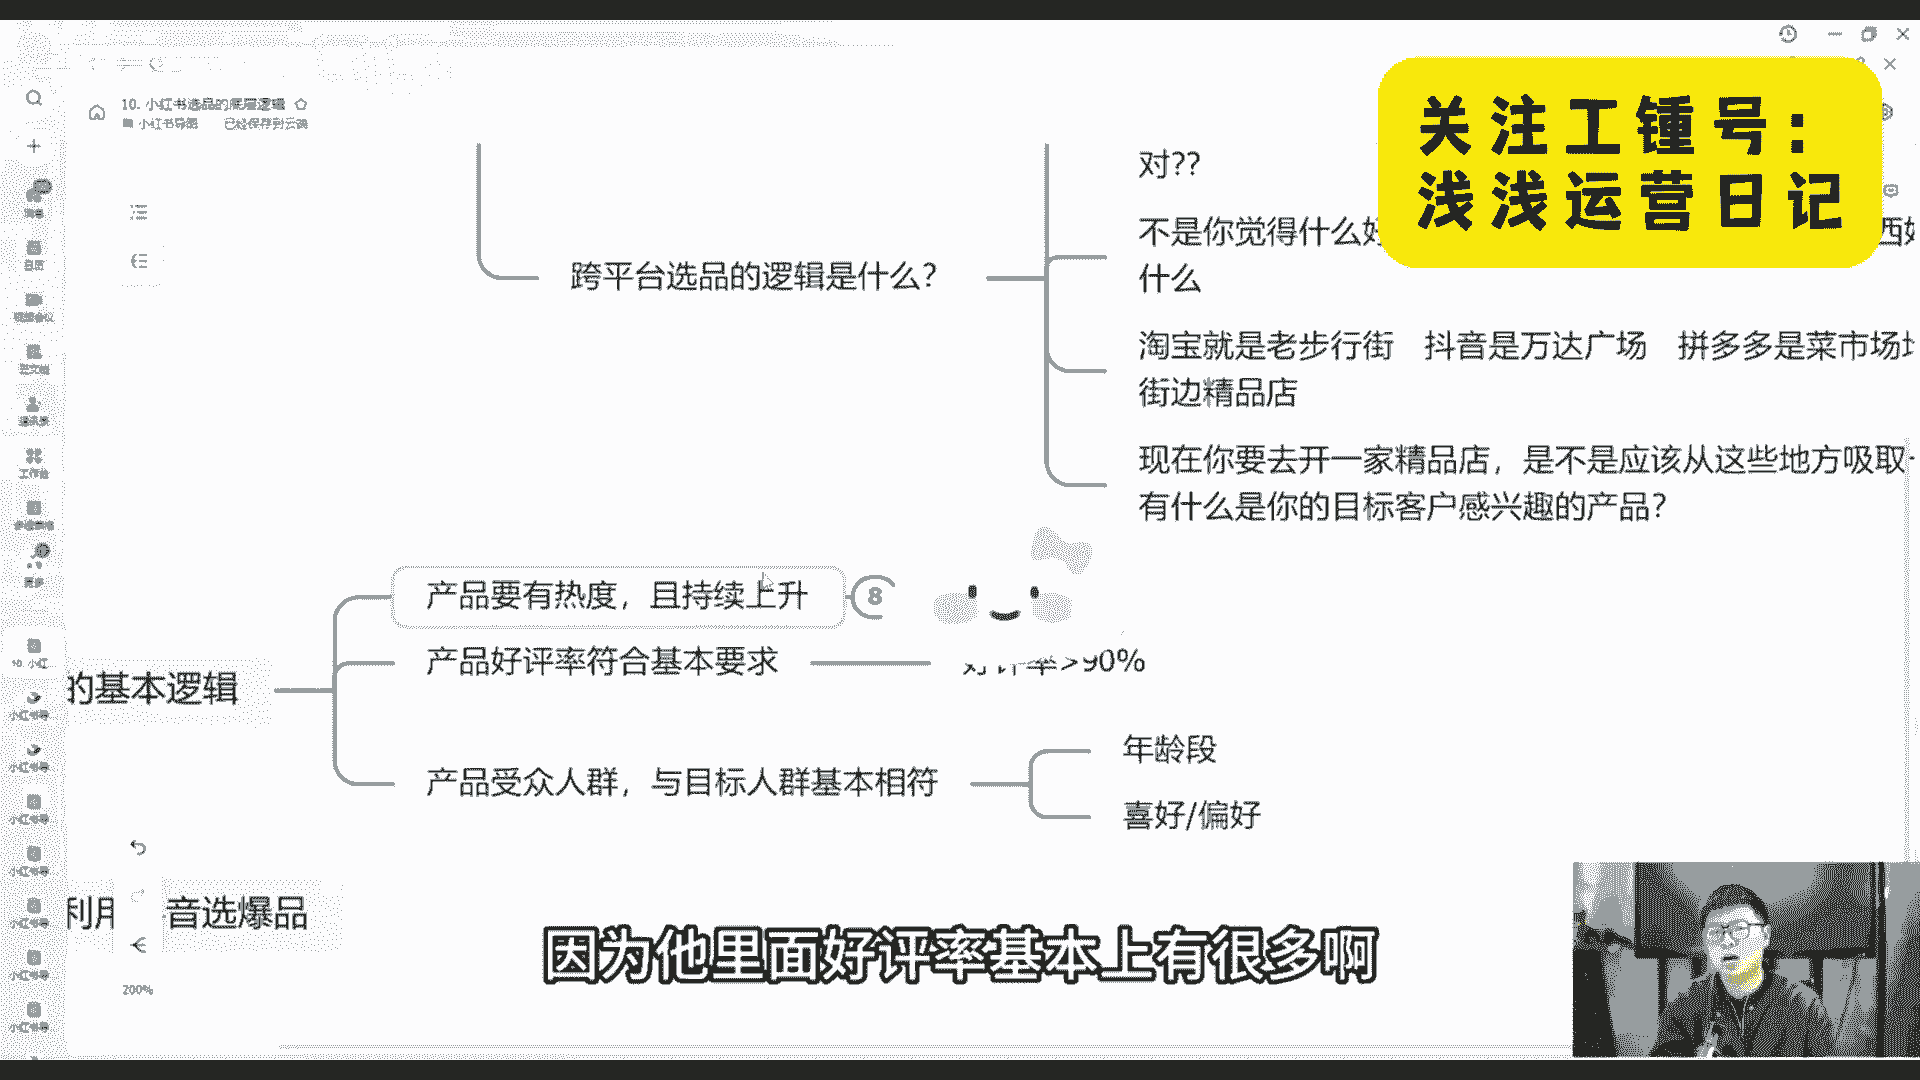 10. 小红书选品的底层逻辑
小红书导图 已经保存到云端
关注工锺号：
浅浅运营日记
对??
不是你觉得什么好
什么
跨平台选品的逻辑是什么？
淘宝就是老步行街 抖音是万达广场 拼多多是菜市场
街边精品店
现在你要去开一家精品店，是不是应该从这些地方吸取
有什么是你的目标客户感兴趣的产品？
产品要有热度，且持续上升 8
产品好评率符合基本要求
好评率>90%
的基本逻辑
产品受众人群，与目标人群基本相符
年龄段
喜好/偏好
利用 音选爆品
因为他里面好评率基本上有很多啊
200%